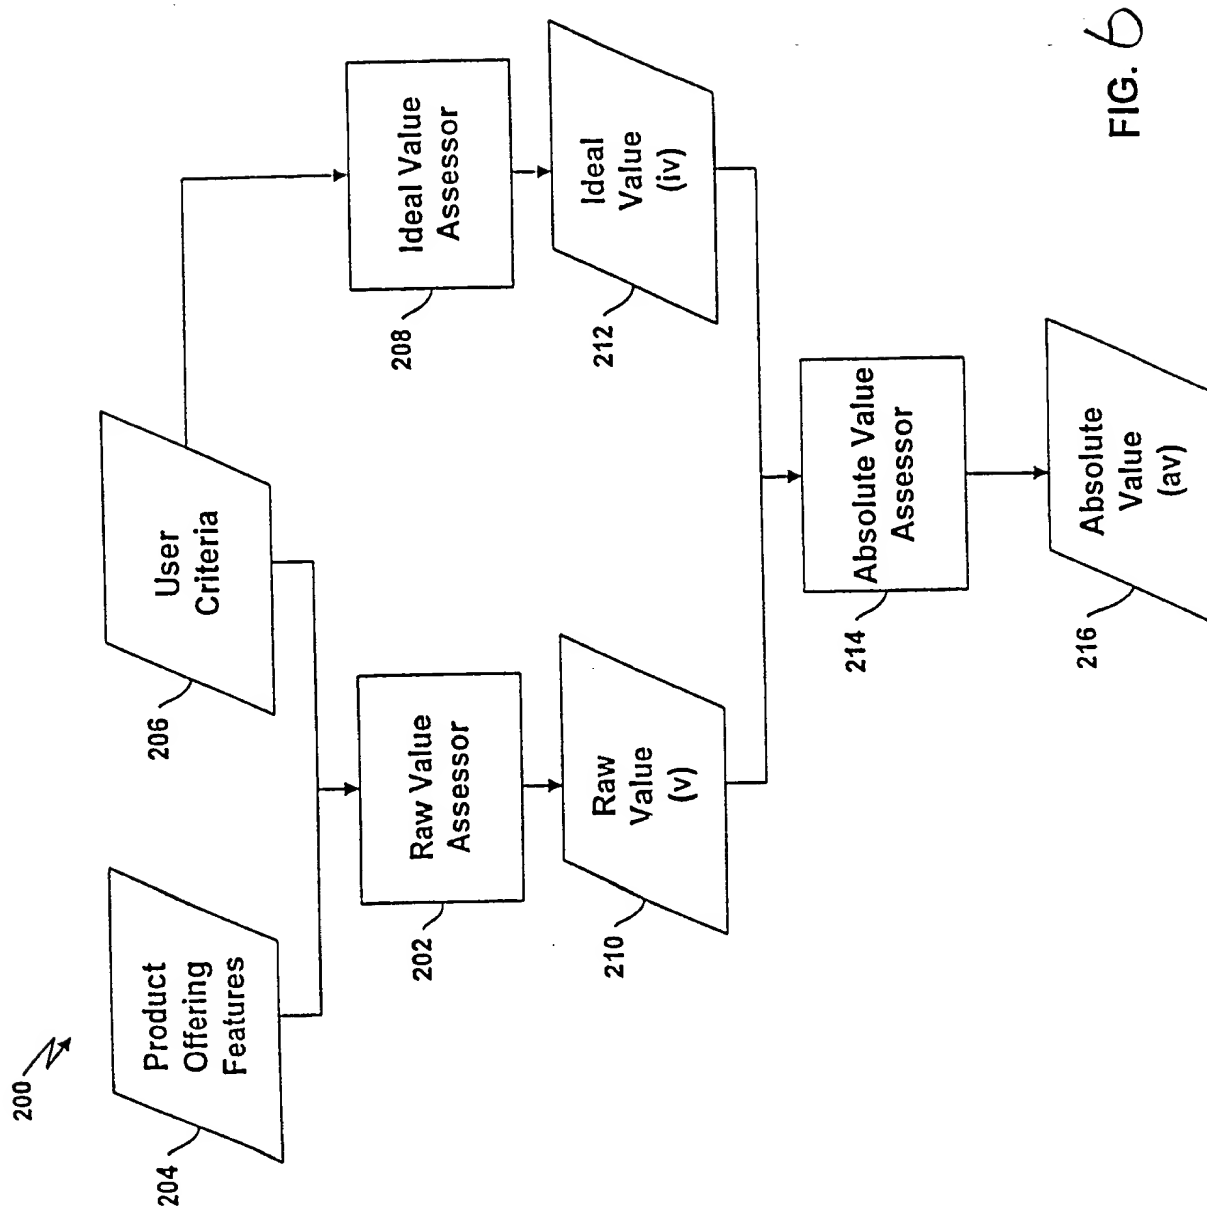 200
204
Product
Offering
Features
206
User
Criteria
202
Raw Value
Assessor
208
Ideal Value
Assessor
210
Raw
Value
(v)
212
Ideal
Value
(iv)
214
Absolute Value
Assessor
216
Absolute
Value
(av)
FIG. 6